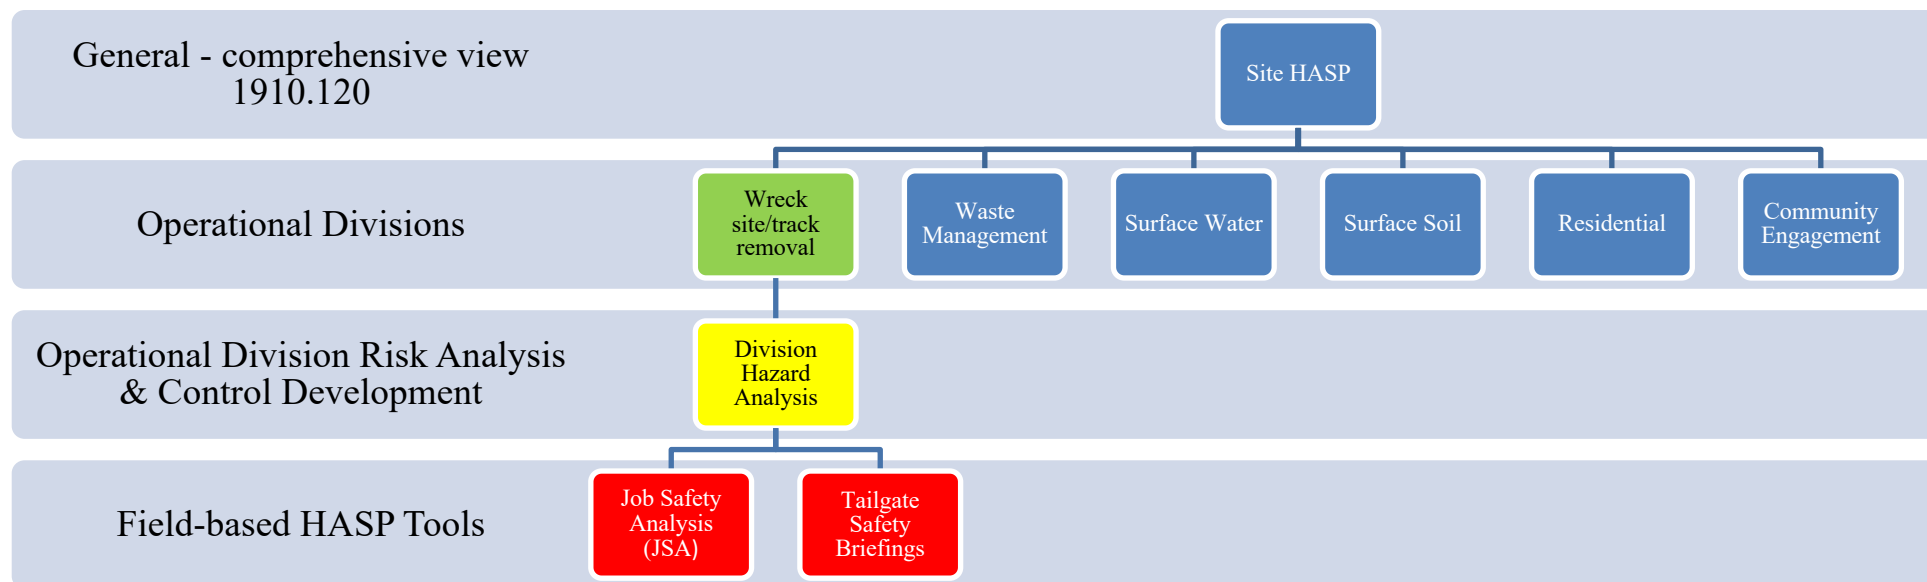 General - comprehensive view
1910.120
Site HASP
Operational Divisions
Wreck
site/track
removal
Waste
Management
Surface Water
Surface Soil
Residential
Community
Engagement
Operational Division Risk Analysis
& Control Development
Division
Hazard
Analysis
Field-based HASP Tools
Job Safety
Analysis
(JSA)
Tailgate
Safety
Briefings